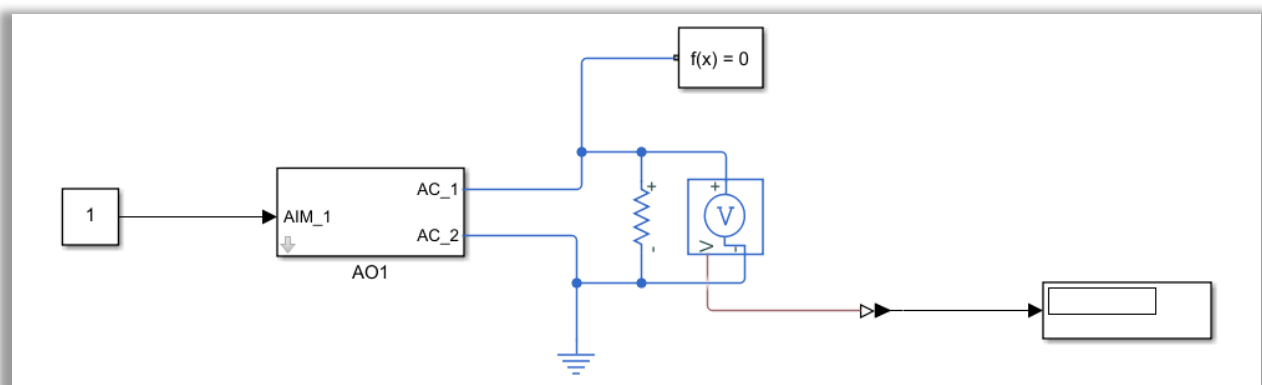 f(x) = 0
1
AIM_1
AC_1
AC_2
AO1
+
-
+
V
V
-